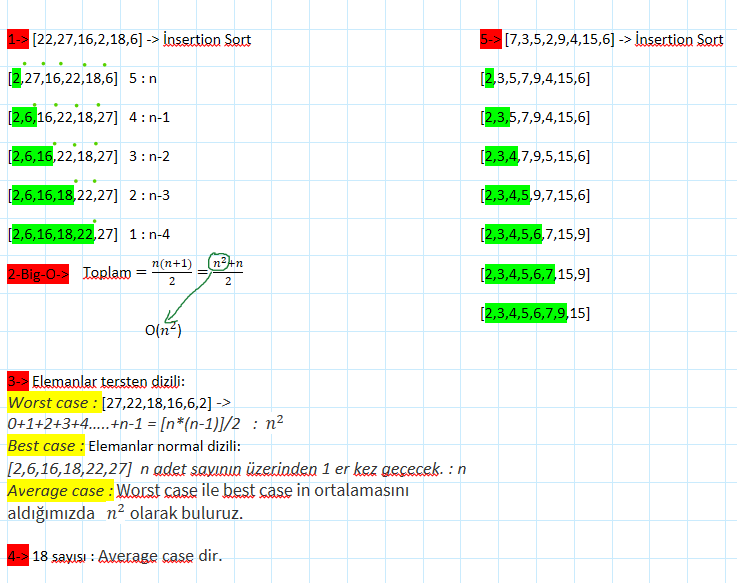 1-> [22,27,16,2,18,6] -> İnsertion Sort
[2,27,16,22,18,6] 5 : n
[2,6,16,22,18,27] 4 : n-1
[2,6,16,22,18,27] 3 : n-2
[2,6,16,18,22,27] 2 : n-3
[2,6,16,18,22,27] 1 : n-4
2-Big-O-> Toplam = n(n+1)/2 = n²+n/2
O(n²)
3-> Elemanlar tersten dizili:
Worst case : [27,22,18,16,6,2] ->
0+1+2+3+4.....+n-1 = [n*(n-1)]/2 : n²
Best case : Elemanlar normal dizili:
[2,6,16,18,22,27] n adet sayının üzerinden 1 er kez geçecek. : n
Average case : Worst case ile best case in ortalamasını
aldığımızda n² olarak buluruz.
4-> 18 sayısı : Average case dir.
5-> [7,3,5,2,9,4,15,6] -> İnsertion Sort
[2,3,5,7,9,4,15,6]
[2,3,5,7,9,4,15,6]
[2,3,4,7,9,5,15,6]
[2,3,4,5,9,7,15,6]
[2,3,4,5,6,7,15,9]
[2,3,4,5,6,7,15,9]
[2,3,4,5,6,7,9,15]